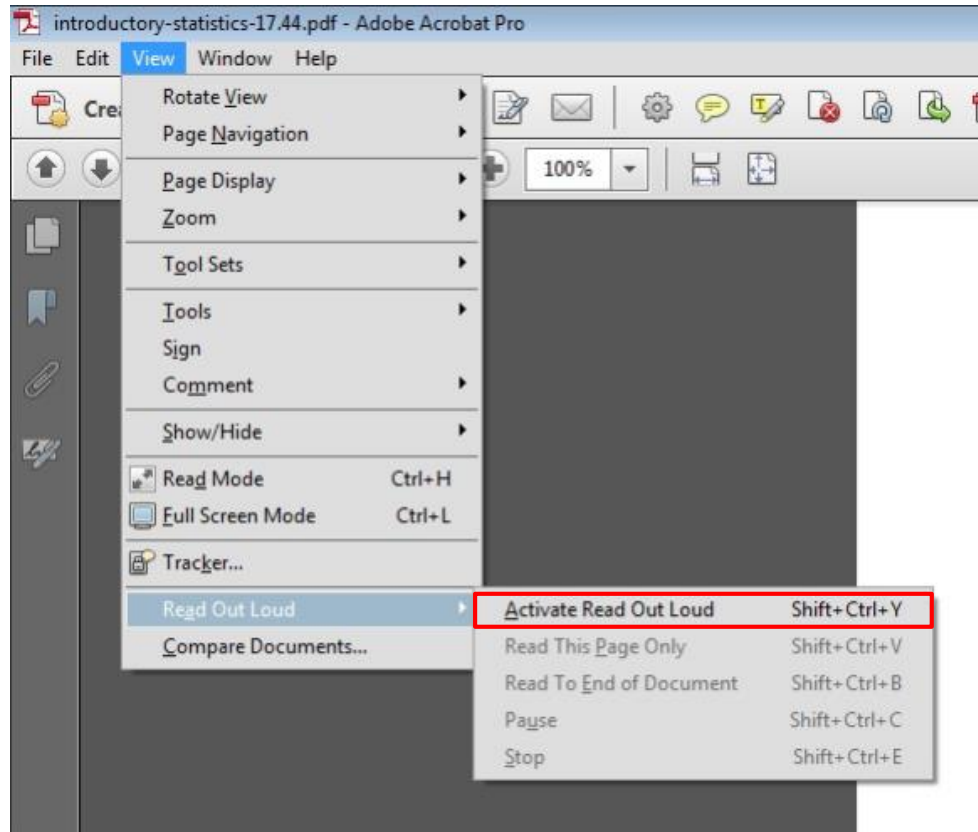 introductory-statistics-17.44.pdf - Adobe Acrobat Pro
File Edit View Window Help
Crea
100%
Rotate View
Page Navigation
Page Display
Zoom
Tool Sets
Tools
Sign
Comment
Show/Hide
Read Mode Ctrl+H
Full Screen Mode Ctrl+L
Tracker...
Read Out Loud
Compare Documents...
Activate Read Out Loud Shift+Ctrl+Y
Read This Page Only Shift+Ctrl+V
Read To End of Document Shift+Ctrl+B
Pause Shift+Ctrl+C
Stop Shift+Ctrl+E